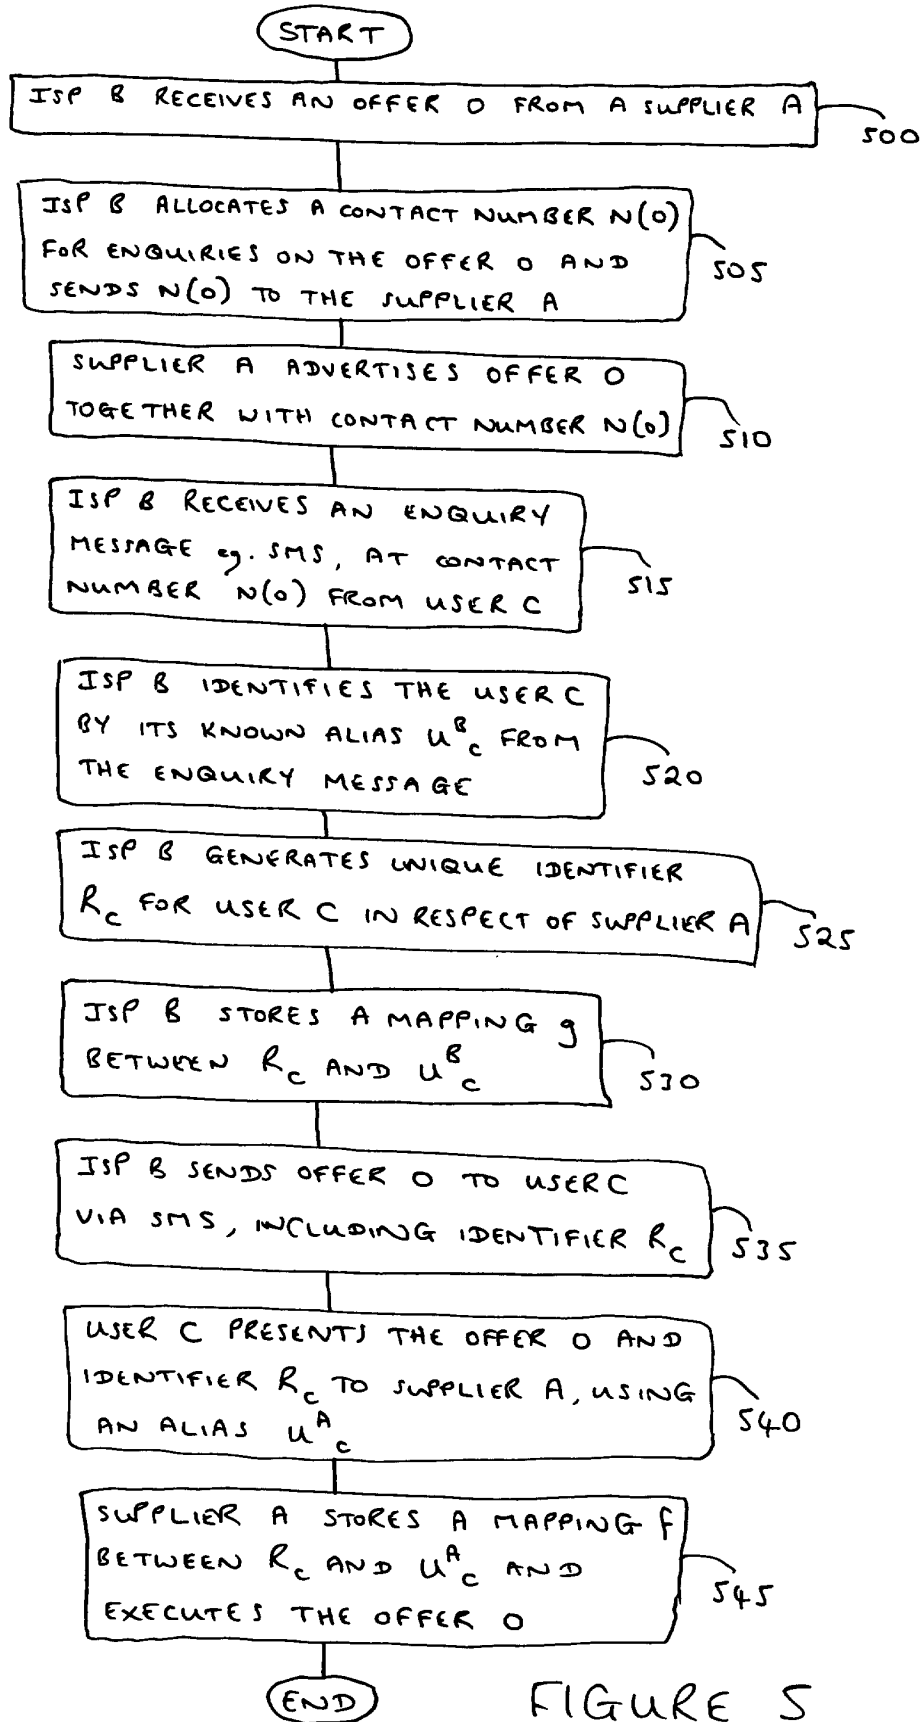 START
ISP B RECEIVES AN OFFER O FROM A SUPPLIER A
500
ISP B ALLOCATES A CONTACT NUMBER N(O)
FOR ENQUIRIES ON THE OFFER O AND
SENDS N(O) TO THE SUPPLIER A
505
SUPPLIER A ADVERTISES OFFER O
TOGETHER WITH CONTACT NUMBER N(O)
510
ISP B RECEIVES AN ENQUIRY
MESSAGE eg. SMS, AT CONTACT
NUMBER N(O) FROM USER C
515
ISP B IDENTIFIES THE USER C
BY ITS KNOWN ALIAS u^B_C FROM
THE ENQUIRY MESSAGE
520
ISP B GENERATES UNIQUE IDENTIFIER
R_C FOR USER C IN RESPECT OF SUPPLIER A
525
ISP B STORES A MAPPING g
BETWEEN R_C AND u^B_C
530
ISP B SENDS OFFER O TO USER C
VIA SMS, INCLUDING IDENTIFIER R_C
535
USER C PRESENTS THE OFFER O AND
IDENTIFIER R_C TO SUPPLIER A, USING
AN ALIAS u^A_C
540
SUPPLIER A STORES A MAPPING f
BETWEEN R_C AND u^A_C AND
EXECUTES THE OFFER O
545
END
FIGURE 5